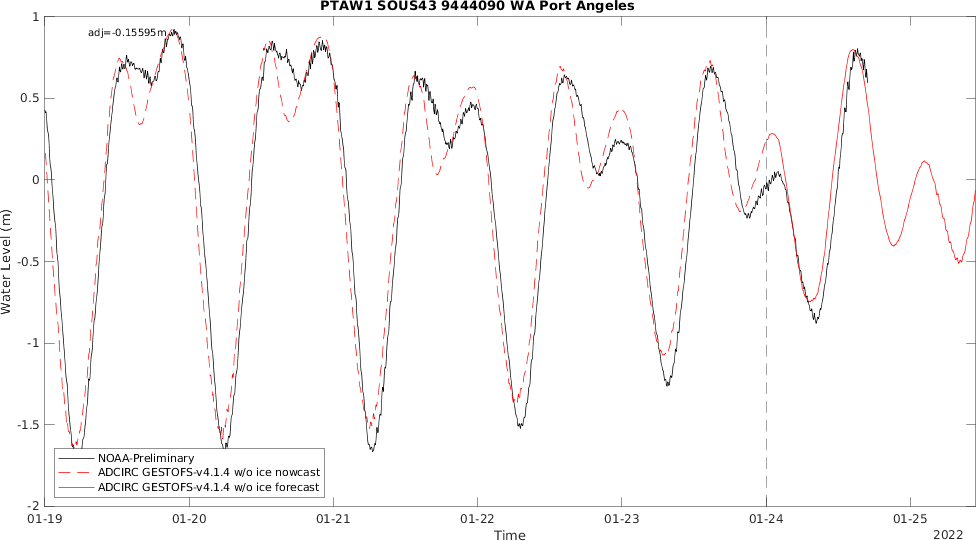 PTAW1 SOUS43 9444090 WA Port Angeles
adj=-0.15595m
1
0.5
0
-0.5
-1
-1.5
-2
Water Level (m)
NOAA-Preliminary
ADCIRC GESTOFS-v4.1.4 w/o ice nowcast
ADCIRC GESTOFS-v4.1.4 w/o ice forecast
01-19 01-20 01-21 01-22 01-23 01-24 01-25
Time
2022